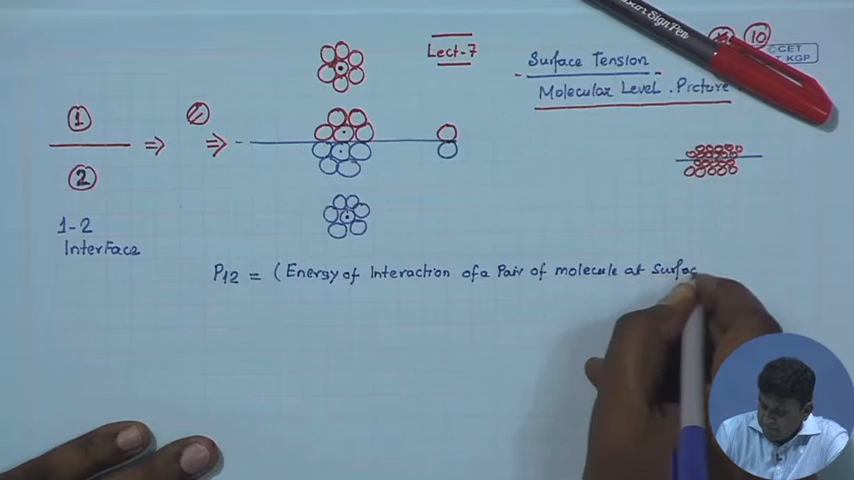 Lect-7
10
©CET
T KGP
Surface Tension
Molecular Level. Picture
SignPen
1
2
1-2
Interface
P12 = ( Energy of Interaction of a Pair of molecule at Surfac